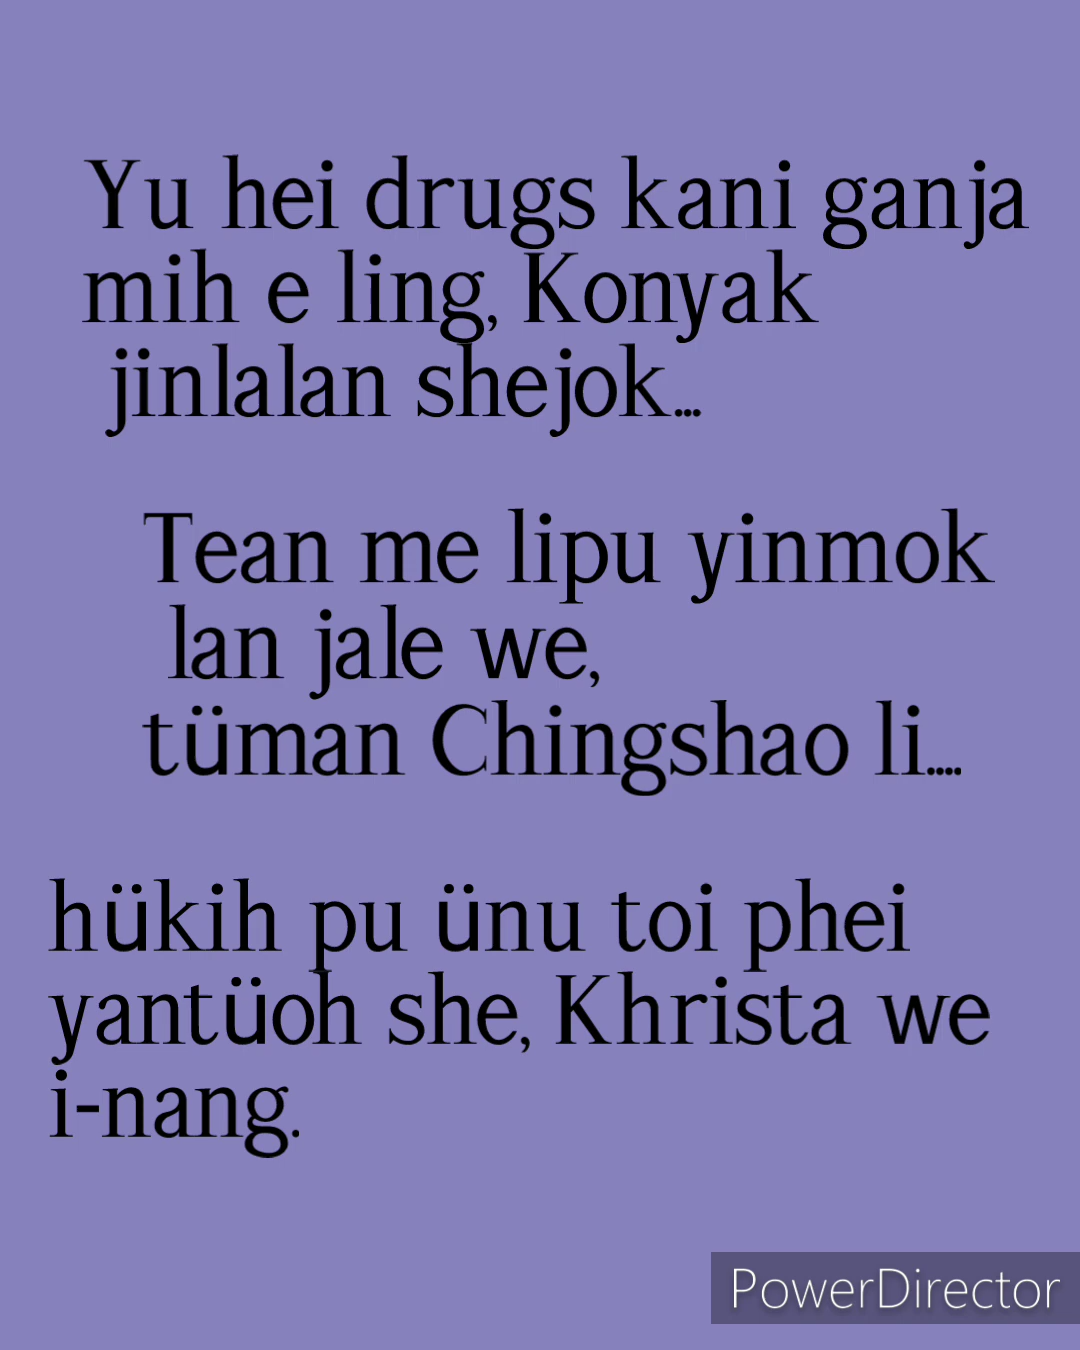 Yu hei drugs kani ganja
mih e ling, Konyak
jinlalan shejok...
Tean me lipu yinmok
lan jale we,
tüman Chingshao li....
hükih pu ünu toi phei
yantüoh she, Khrista we
i-nang.
PowerDirector